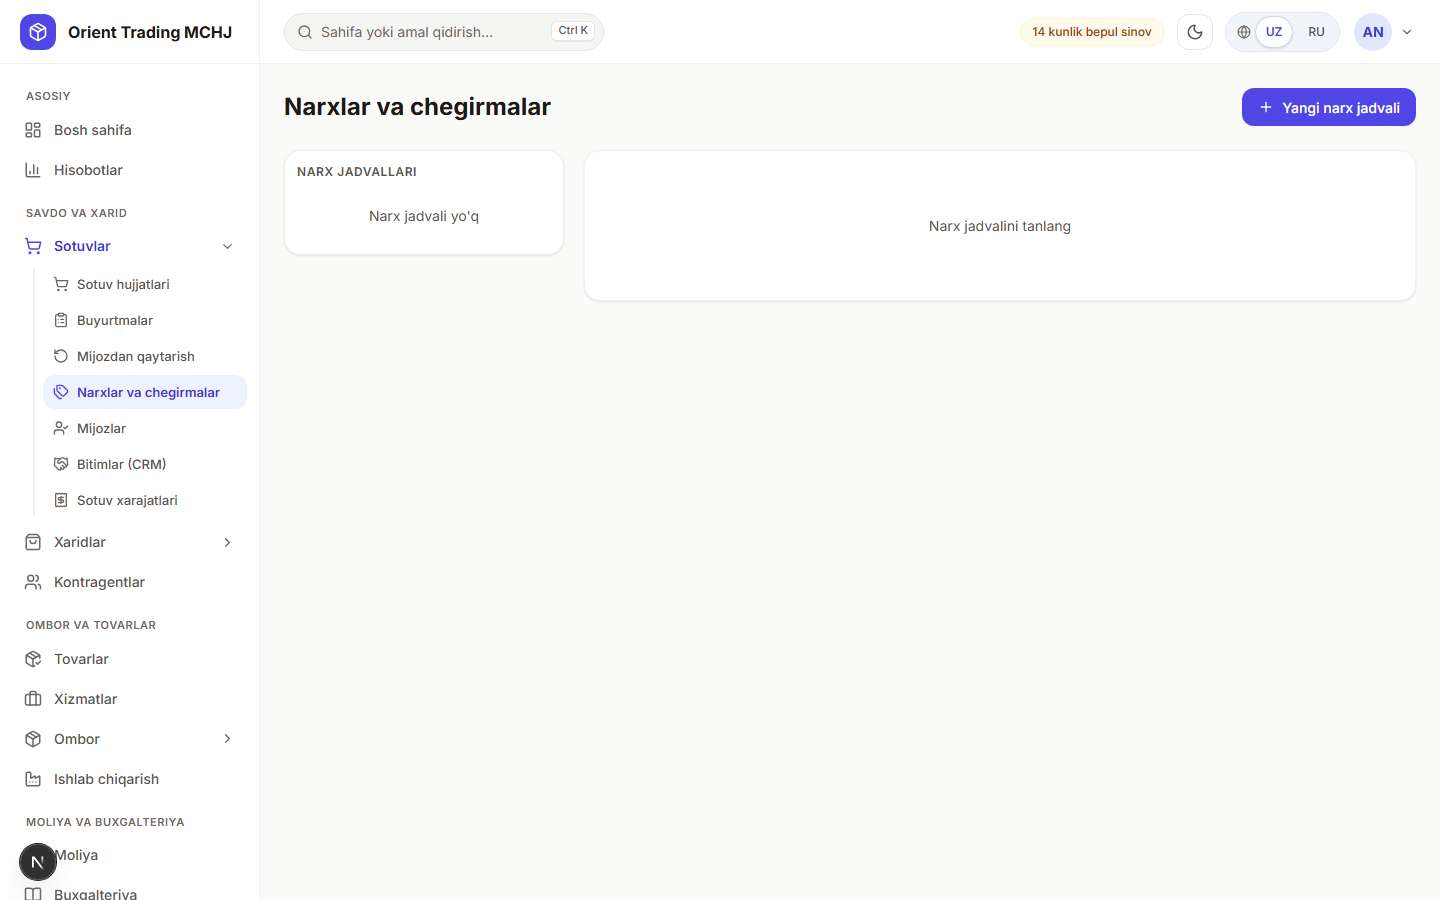 Orient Trading MCHJ
Sahifa yoki amal qidirish...
Ctrl K
14 kunlik bepul sinov
UZ
RU
AN
ASOSIY
Bosh sahifa
Hisobotlar
SAVDO VA XARID
Sotuvlar
Sotuv hujjatlari
Buyurtmalar
Mijozdan qaytarish
Narxlar va chegirmalar
Mijozlar
Bitimlar (CRM)
Sotuv xarajatlari
Xaridlar
Kontragentlar
OMBOR VA TOVARLAR
Tovarlar
Xizmatlar
Ombor
Ishlab chiqarish
MOLIYA VA BUXGALTERIYA
N
Moliya
Buxgalteriya
Narxlar va chegirmalar
Yangi narx jadvali
NARX JADVALLARI
Narx jadvali yo'q
Narx jadvalini tanlang